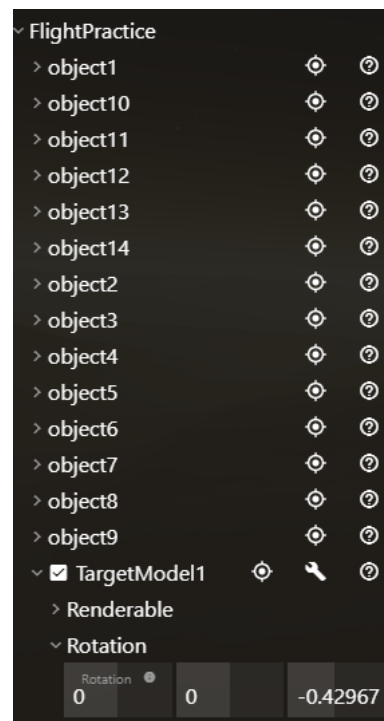 FlightPractice
object1
object10
object11
object12
object13
object14
object2
object3
object4
object5
object6
object7
object8
object9
TargetModel1
Renderable
Rotation
Rotation
0 0 -0.42967